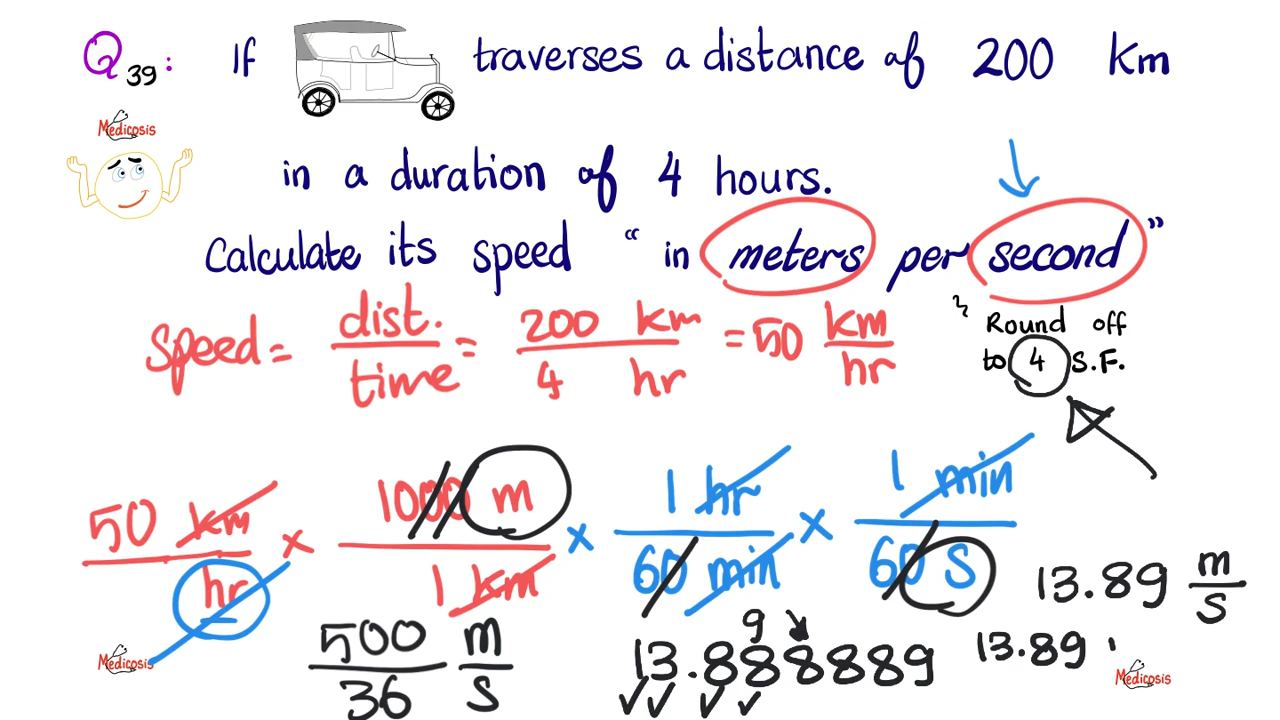 Q39: If traverses a distance of 200 km
Medicosis
in a duration of 4 hours.
Calculate its speed “ in meters per second ”
Round off
to 4 S.F.
Speed = dist. / time = 200 km / 4 hr = 50 km / hr
50 km / hr × 1000 m / 1 km × 1 hr / 60 min × 1 min / 60 S
13.89 m / s
500 / 36 m / s
9
13.8888889
13.89
Medicosis
Medicosis